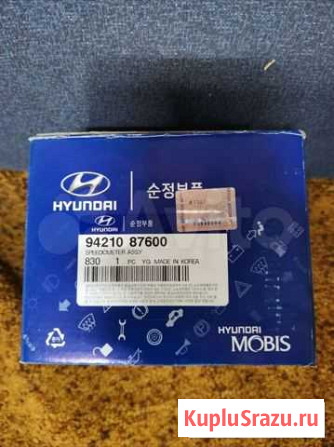 HYUNDAI
순정부품
HYUNDAI 순정부품
94210 87600
SPEEDOMETER ASSY
830 1 PC YG MADE IN KOREA
HYUNDAI
MOBIS
KupluSrazu.ru